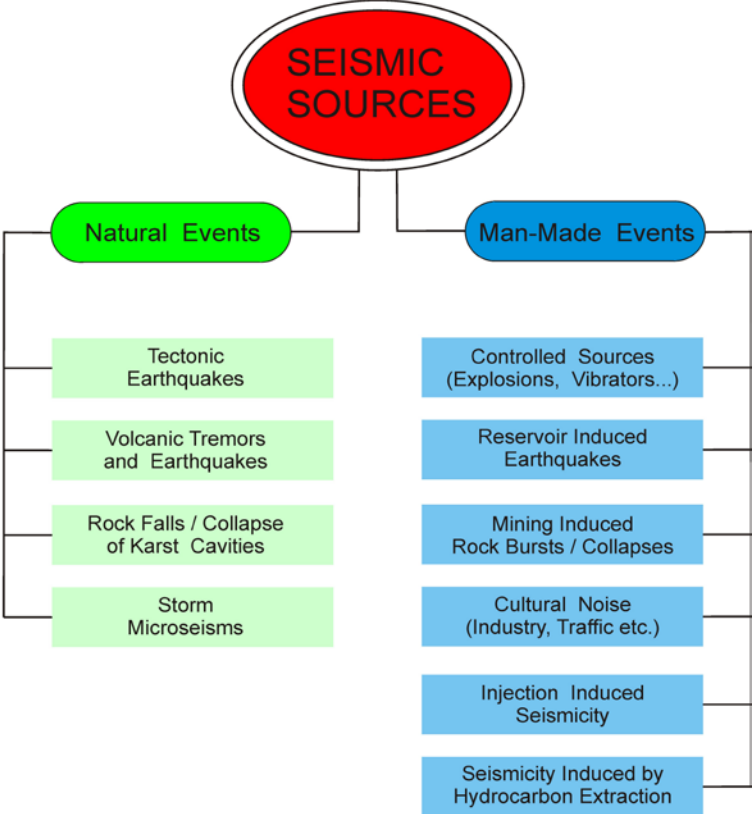 SEISMIC
SOURCES
Natural Events
Tectonic
Earthquakes
Volcanic Tremors
and Earthquakes
Rock Falls / Collapse
of Karst Cavities
Storm
Microseisms
Man-Made Events
Controlled Sources
(Explosions, Vibrators...)
Reservoir Induced
Earthquakes
Mining Induced
Rock Bursts / Collapses
Cultural Noise
(Industry, Traffic etc.)
Injection Induced
Seismicity
Seismicity Induced by
Hydrocarbon Extraction